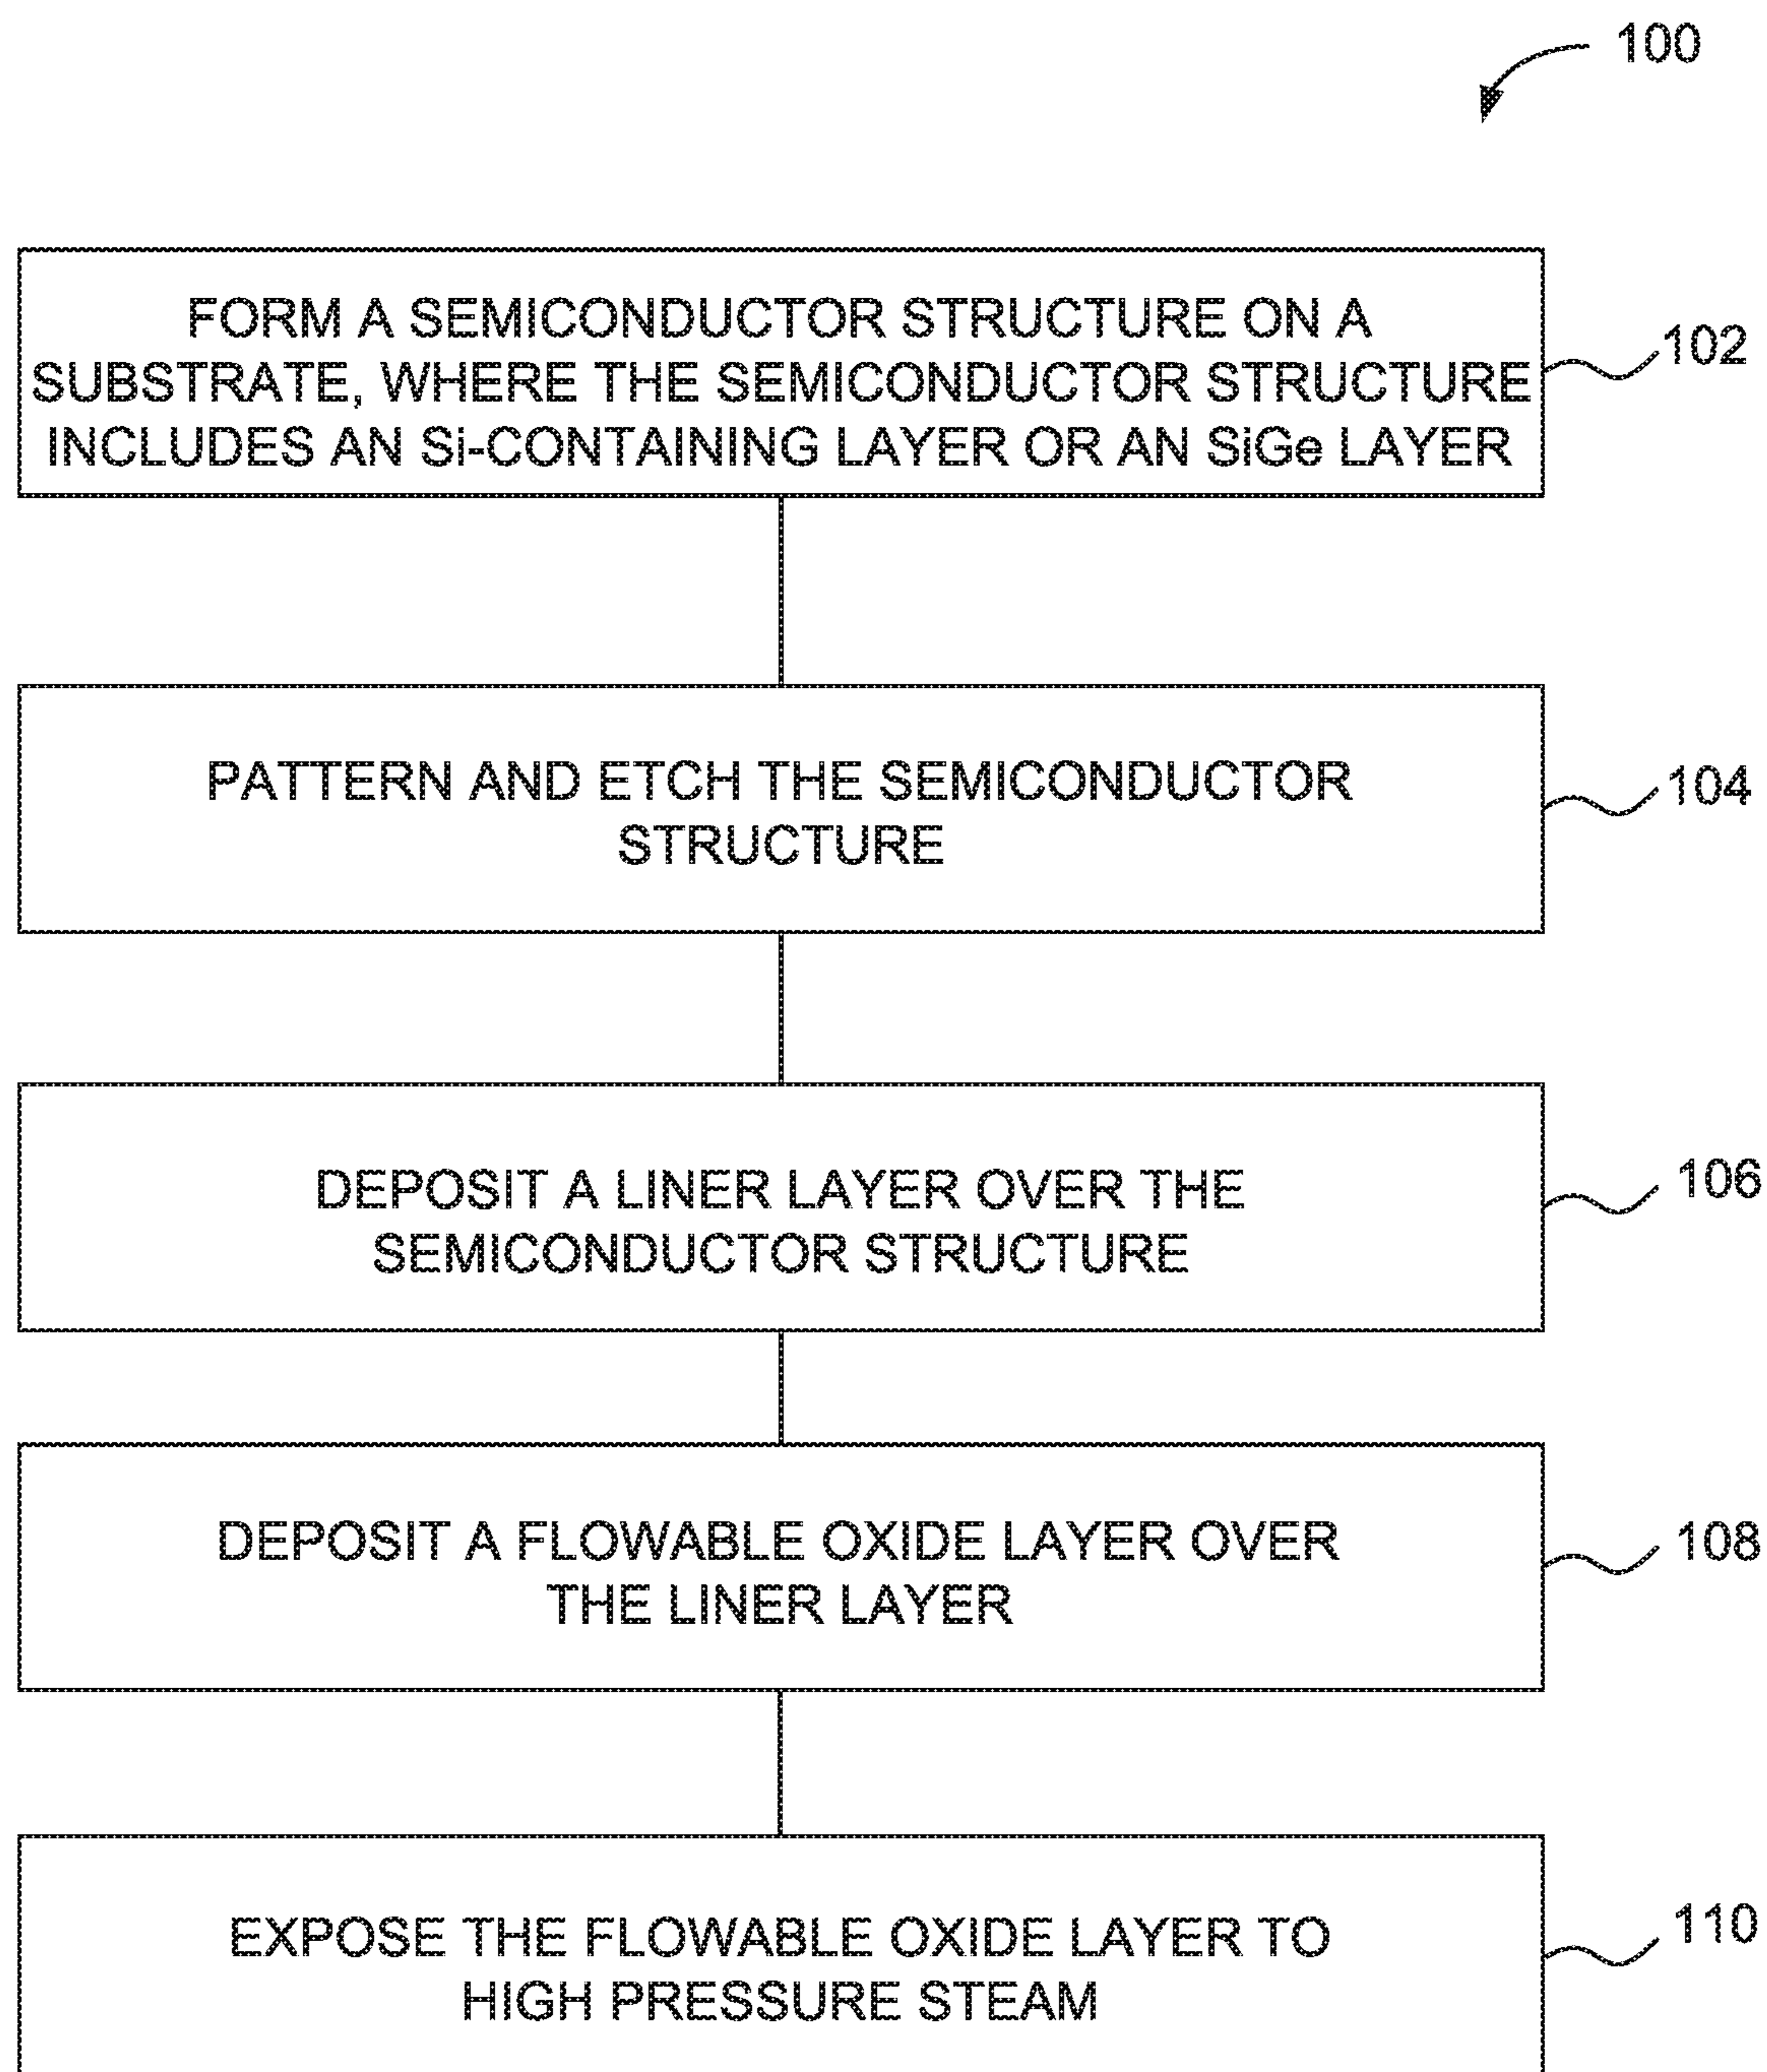 100
FORM A SEMICONDUCTOR STRUCTURE ON A
SUBSTRATE, WHERE THE SEMICONDUCTOR STRUCTURE
INCLUDES AN Si-CONTAINING LAYER OR AN SiGe LAYER
102
PATTERN AND ETCH THE SEMICONDUCTOR
STRUCTURE
104
DEPOSIT A LINER LAYER OVER THE
SEMICONDUCTOR STRUCTURE
106
DEPOSIT A FLOWABLE OXIDE LAYER OVER
THE LINER LAYER
108
EXPOSE THE FLOWABLE OXIDE LAYER TO
HIGH PRESSURE STEAM
110